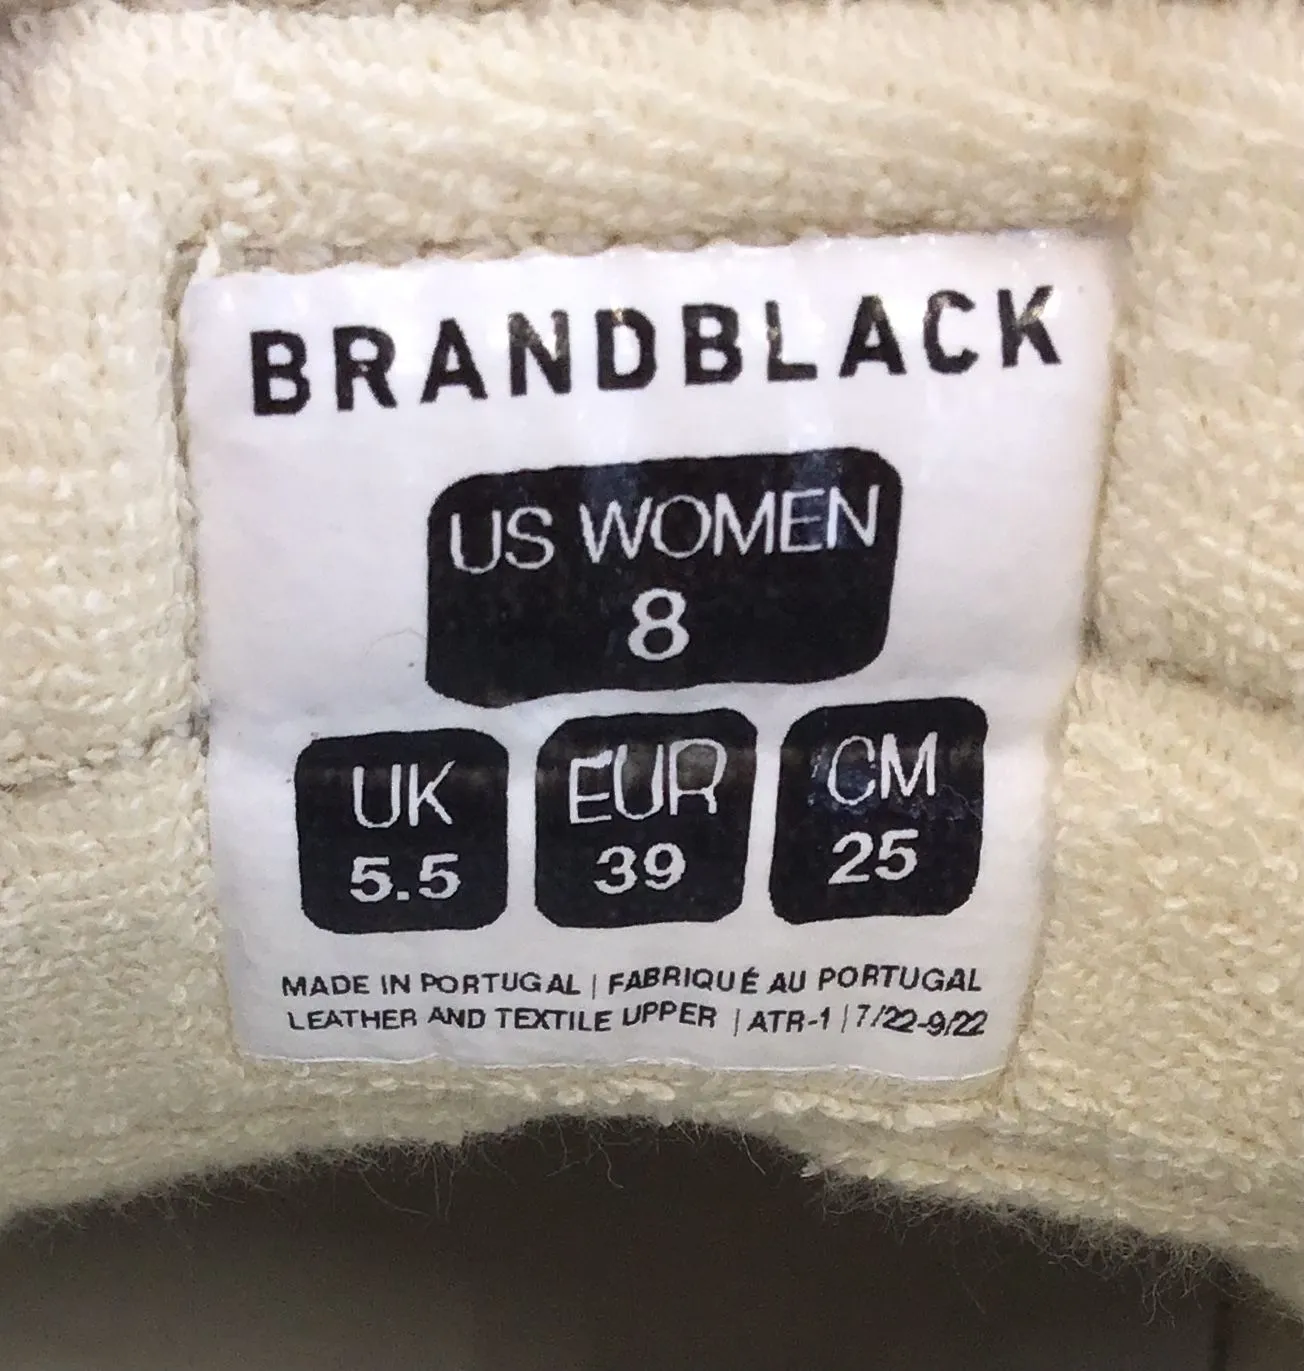 BRANDBLACK
US WOMEN
8
UK
5.5
EUR
39
CM
25
MADE IN PORTUGAL | FABRIQUÉ AU PORTUGAL
LEATHER AND TEXTILE UPPER | ATR-1 | 7/22-9/22